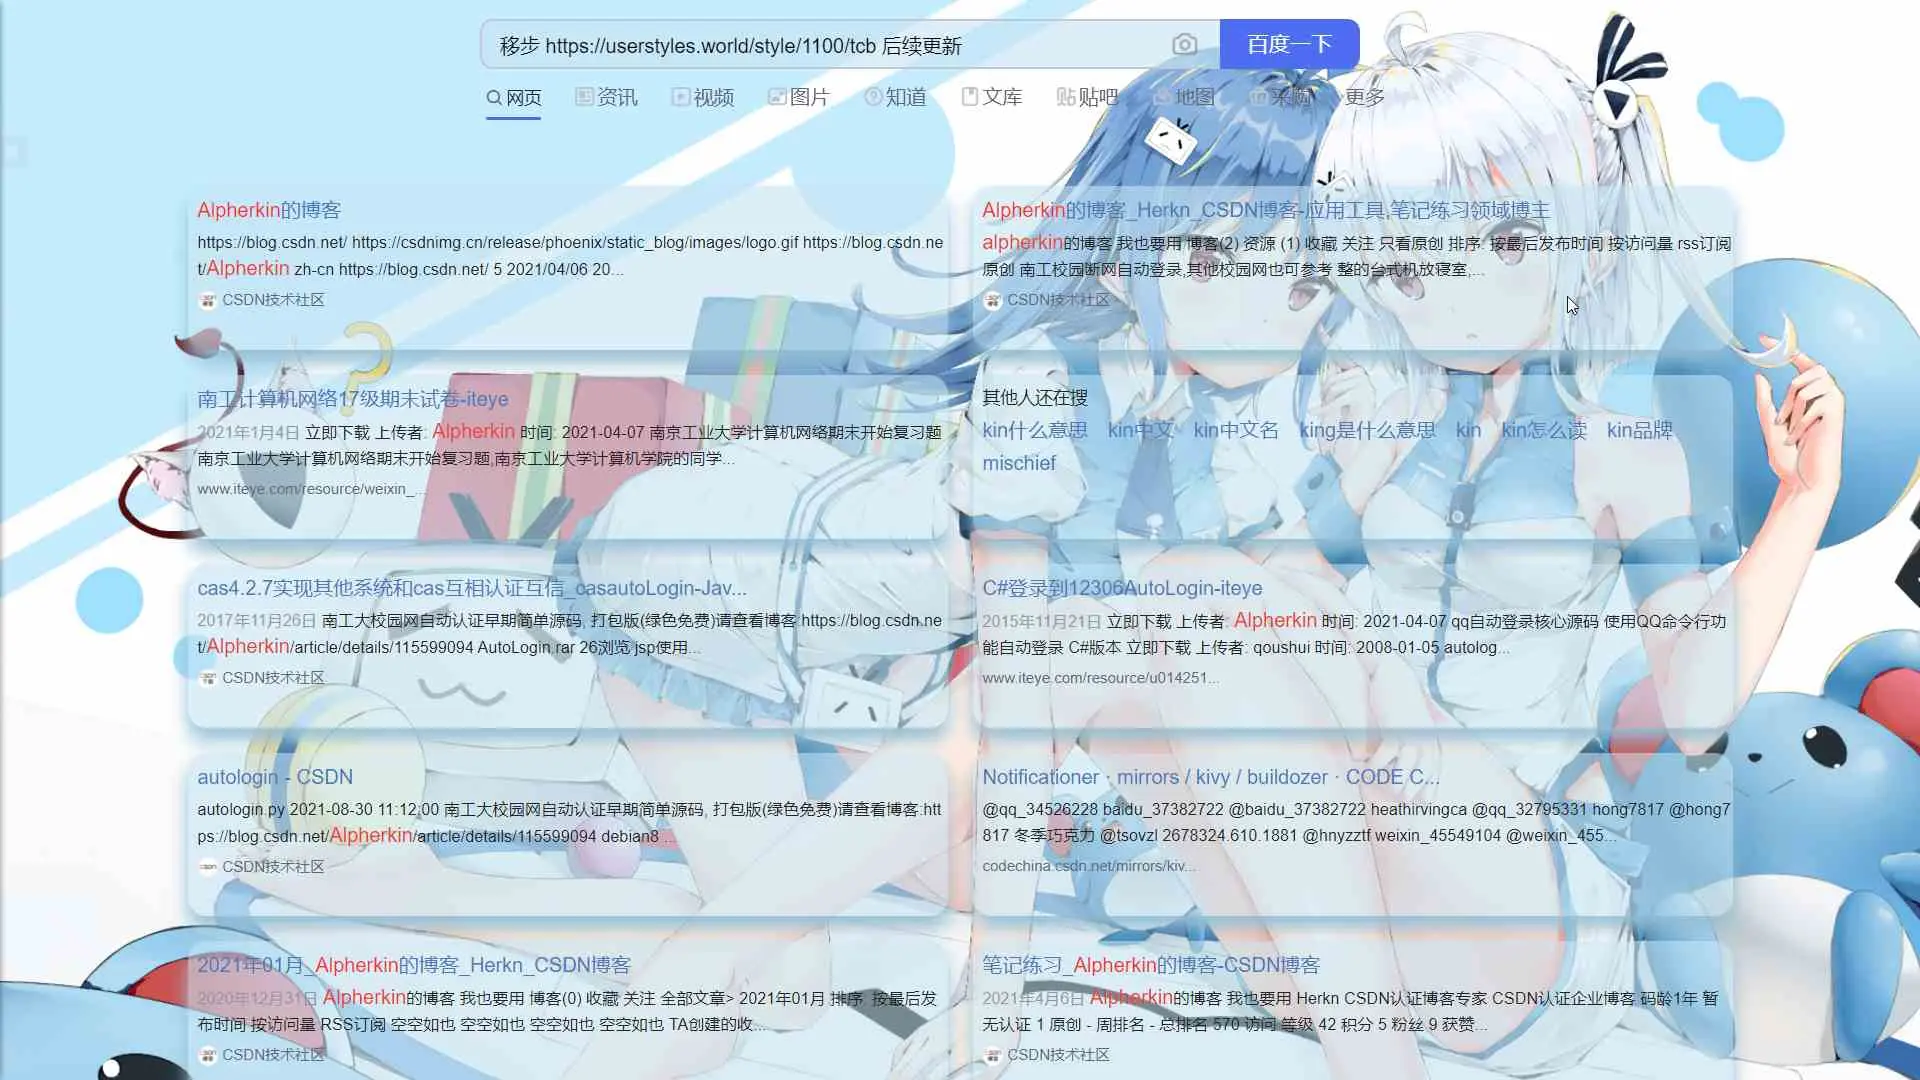 移步 https://userstyles.world/style/1100/tcb 后续更新
百度一下
网页 资讯 视频 图片 知道 文库 贴吧 地图 采购 更多
Alpherkin的博客
https://blog.csdn.net/ https://csdnimg.cn/release/phoenix/static_blog/images/logo.gif https://blog.csdn.ne
t/Alpherkin zh-cn https://blog.csdn.net/ 5 2021/04/06 20...
CSDN技术社区
Alpherkin的博客_Herkn_CSDN博客-应用工具,笔记练习领域博主
alpherkin的博客 我也要用 博客(2) 资源 (1) 收藏 关注 只看原创 排序: 按最后发布时间 按访问量 rss订阅
原创 南工校园断网自动登录,其他校园网也可参考 整的台式机放寝室,...
CSDN技术社区
南工计算机网络17级期末试卷-iteye
2021年1月4日 立即下载 上传者: Alpherkin 时间: 2021-04-07 南京工业大学计算机网络期末开始复习题
南京工业大学计算机网络期末开始复习题,南京工业大学计算机学院的同学...
www.iteye.com/resource/weixin_...
其他人还在搜
kin什么意思 kin中文 kin中文名 king是什么意思 kin kin怎么读 kin品牌
mischief
cas4.2.7实现其他系统和cas互相认证互信_casautoLogin-Jav...
2017年11月26日 南工大校园网自动认证早期简单源码, 打包版(绿色免费)请查看博客 https://blog.csdn.ne
t/Alpherkin/article/details/115599094 AutoLogin.rar 26浏览 jsp使用...
CSDN技术社区
C#登录到12306AutoLogin-iteye
2015年11月21日 立即下载 上传者: Alpherkin 时间: 2021-04-07 qq自动登录核心源码 使用QQ命令行功
能自动登录 C#版本 立即下载 上传者: qoushui 时间: 2008-01-05 autolog...
www.iteye.com/resource/u014251...
autologin - CSDN
autologin.py 2021-08-30 11:12:00 南工大校园网自动认证早期简单源码, 打包版(绿色免费)请查看博客:htt
ps://blog.csdn.net/Alpherkin/article/details/115599094 debian8 ...
CSDN技术社区
Notificationer · mirrors / kivy / buildozer · CODE C...
@qq_34526228 baidu_37382722 @baidu_37382722 heathirvingca @qq_32795331 hong7817 @hong7
817 冬季巧克力 @tsovzl 2678324.610.1881 @hnyzztf weixin_45549104 @weixin_455...
codechina.csdn.net/mirrors/kiv...
2021年01月_Alpherkin的博客_Herkn_CSDN博客
2020年12月31日 Alpherkin的博客 我也要用 博客(0) 收藏 关注 全部文章> 2021年01月 排序: 按最后发
布时间 按访问量 RSS订阅 空空如也 空空如也 空空如也 空空如也 TA创建的收...
CSDN技术社区
笔记练习_Alpherkin的博客-CSDN博客
2021年4月6日 Alpherkin的博客 我也要用 Herkn CSDN认证博客专家 CSDN认证企业博客 码龄1年 暂
无认证 1 原创 - 周排名 - 总排名 570 访问 等级 42 积分 5 粉丝 9 获赞...
CSDN技术社区